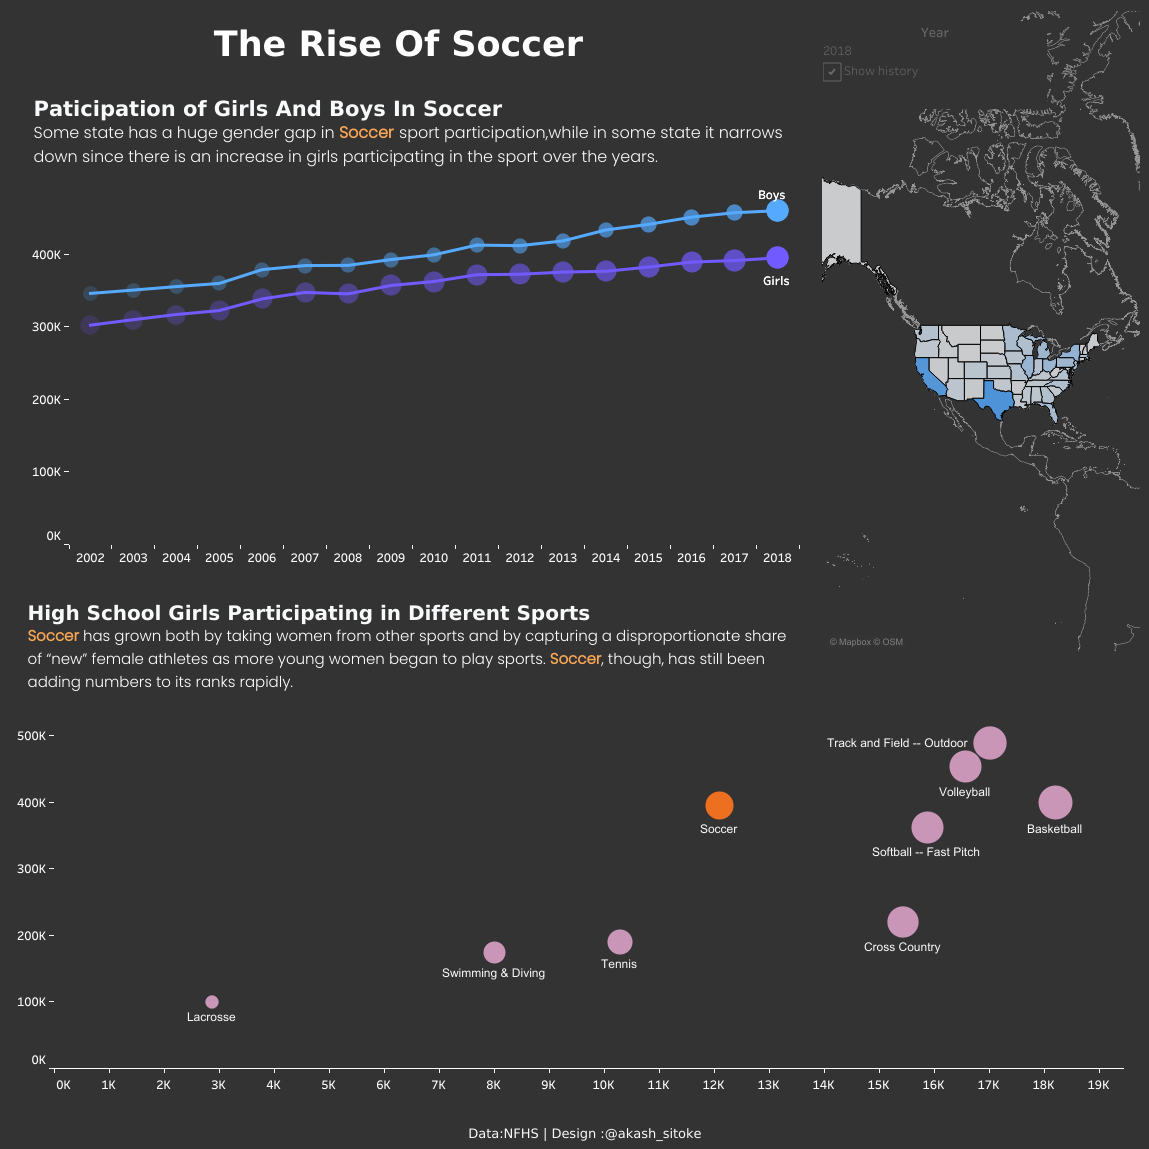 The Rise Of Soccer
Year
2018
Show history
Paticipation of Girls And Boys In Soccer
Some state has a huge gender gap in Soccer sport participation,while in some state it narrows
down since there is an increase in girls participating in the sport over the years.
Boys
Girls
400K
300K
200K
100K
0K
2002 2003 2004 2005 2006 2007 2008 2009 2010 2011 2012 2013 2014 2015 2016 2017 2018
© Mapbox © OSM
High School Girls Participating in Different Sports
Soccer has grown both by taking women from other sports and by capturing a disproportionate share
of “new” female athletes as more young women began to play sports. Soccer, though, has still been
adding numbers to its ranks rapidly.
500K
400K
300K
200K
100K
0K
Track and Field -- Outdoor
Volleyball
Soccer
Basketball
Softball -- Fast Pitch
Cross Country
Tennis
Swimming & Diving
Lacrosse
0K 1K 2K 3K 4K 5K 6K 7K 8K 9K 10K 11K 12K 13K 14K 15K 16K 17K 18K 19K
Data:NFHS | Design :@akash_sitoke